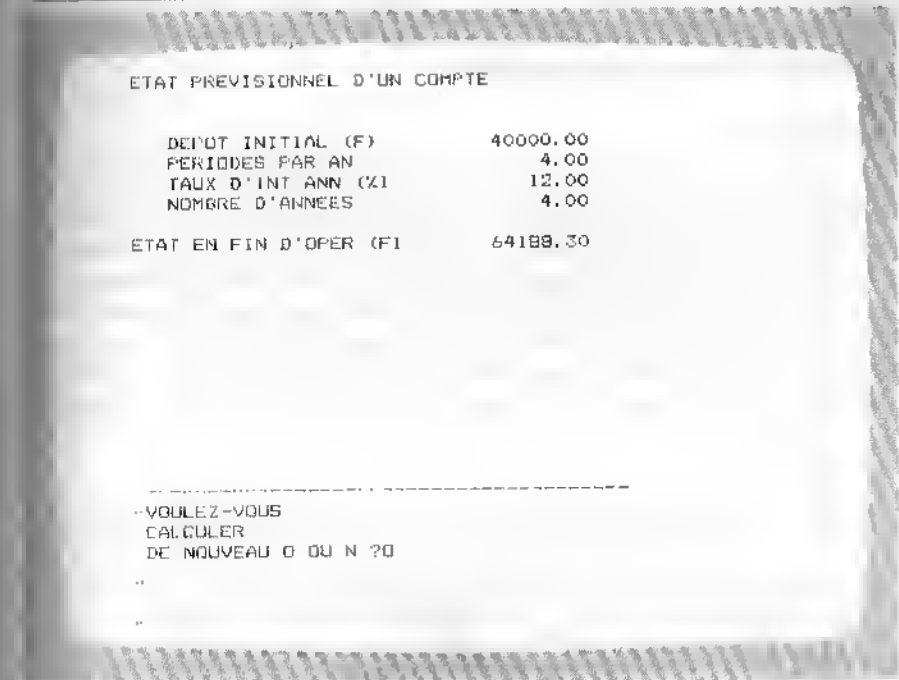 ETAT PREVISIONNEL D'UN COMPTE
DEPOT INITIAL (F) 40000.00
PERIODES PAR AN 4.00
TAUX D'INT ANN (%) 12.00
NOMBRE D'ANNEES 4.00
ETAT EN FIN D'OPER (F) 64188.30
VOULEZ-VOUS
CALCULER
DE NOUVEAU O OU N ?O